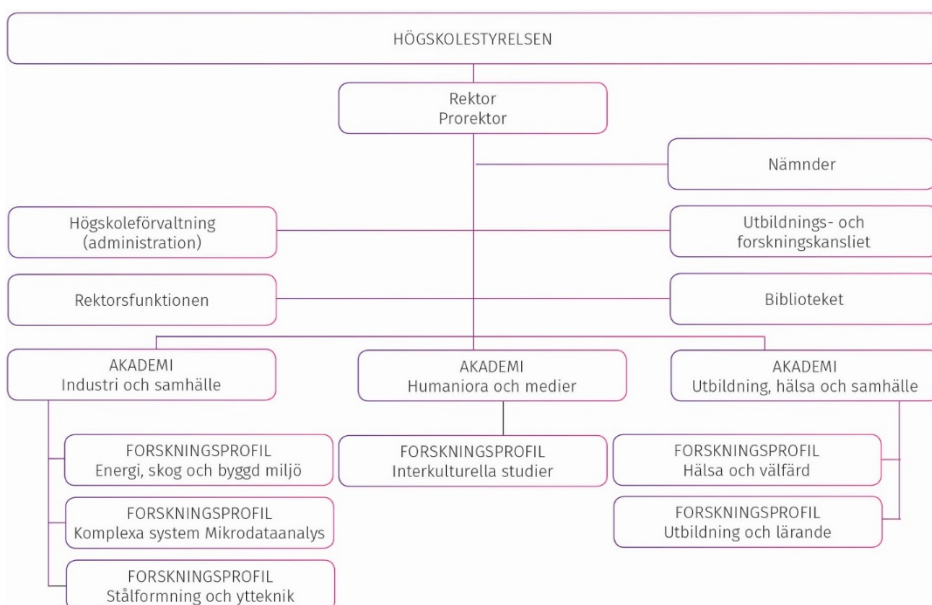 HÖGSKOLESTYRELSEN
Rektor
Prorektor
Nämnder
Högskoleförvaltning
(administration)
Utbildnings- och
forskningskansliet
Rektorsfunktionen
Biblioteket
AKADEMI
Industri och samhälle
AKADEMI
Humaniora och medier
AKADEMI
Utbildning, hälsa och samhälle
FORSKNINGSPROFIL
Energi, skog och byggd miljö
FORSKNINGSPROFIL
Interkulturella studier
FORSKNINGSPROFIL
Hälsa och välfärd
FORSKNINGSPROFIL
Komplexa system Mikrodataanalys
FORSKNINGSPROFIL
Utbildning och lärande
FORSKNINGSPROFIL
Stålformning och ytteknik